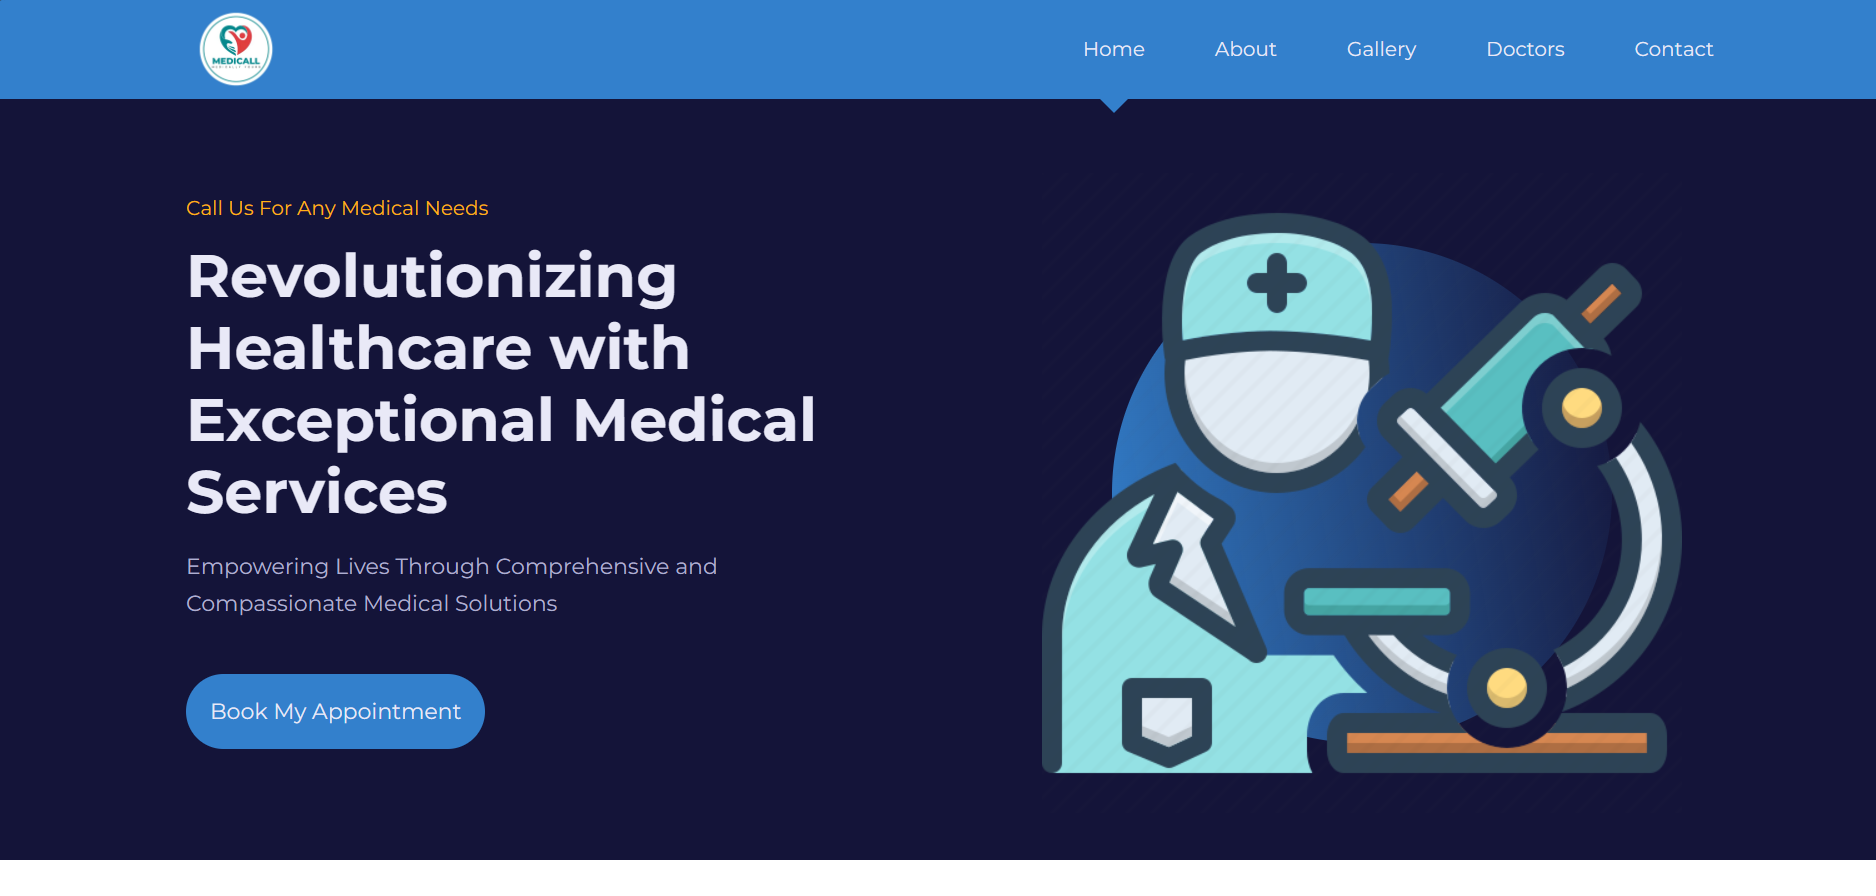 MEDICALL
Home
About
Gallery
Doctors
Contact
Call Us For Any Medical Needs
Revolutionizing
Healthcare with
Exceptional Medical
Services
Empowering Lives Through Comprehensive and
Compassionate Medical Solutions
Book My Appointment